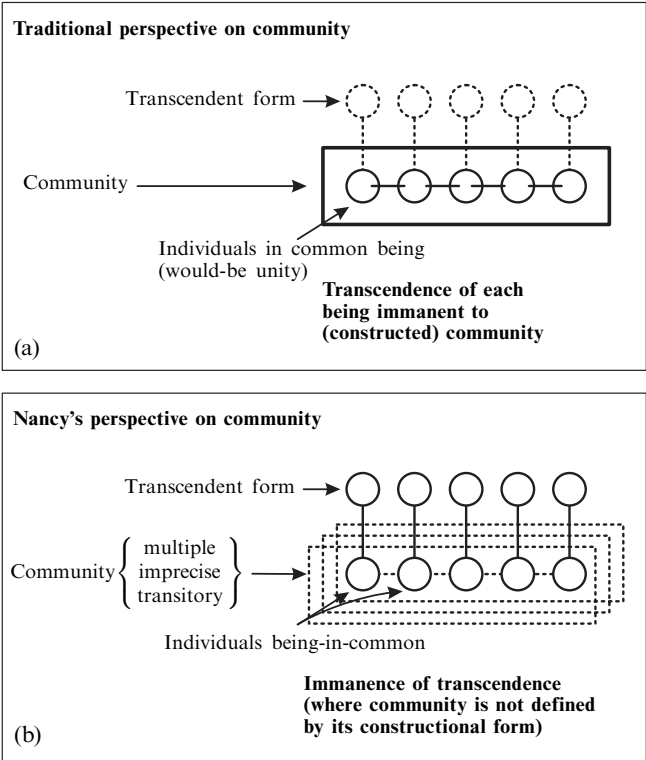 Traditional perspective on community
Transcendent form
Community
Individuals in common being
(would-be unity)
Transcendence of each
being immanent to
(constructed) community
(a)
Nancy's perspective on community
Transcendent form
multiple
Community imprecise
transitory
Individuals being-in-common
Immanence of transcendence
(where community is not defined
by its constructional form)
(b)